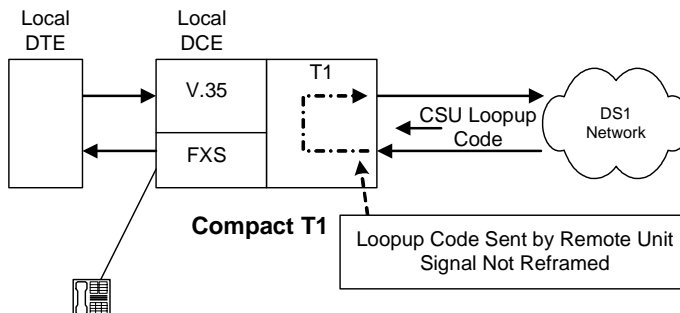 Local
DTE
Local
DCE
V.35
T1
FXS
CSU Loopup
Code
DS1
Network
Compact T1
Loopup Code Sent by Remote Unit
Signal Not Reframed